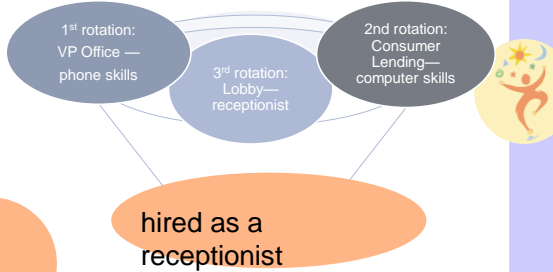 1st rotation:
VP Office —
phone skills
2nd rotation:
Consumer
Lending—
computer skills
3rd rotation:
Lobby—
receptionist
hired as a
receptionist